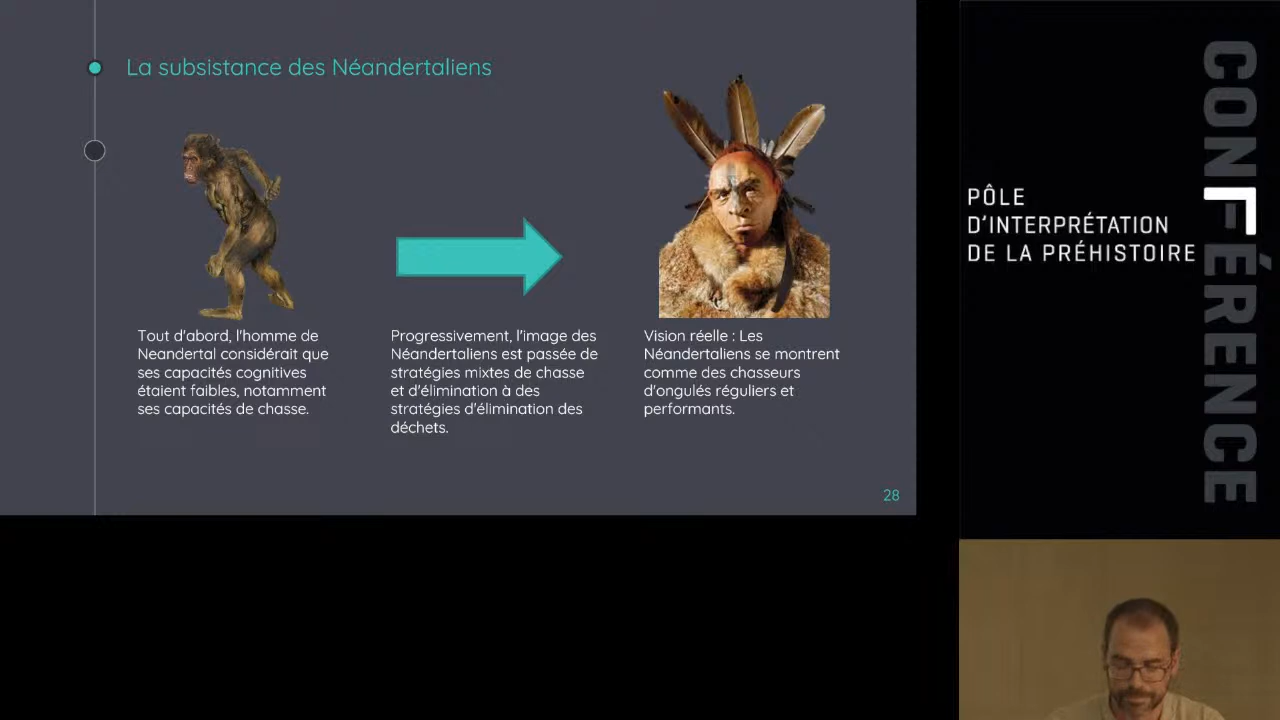 La subsistance des Néandertaliens
Tout d'abord, l'homme de
Neandertal considérait que
ses capacités cognitives
étaient faibles, notamment
ses capacités de chasse.
Progressivement, l'image des
Néandertaliens est passée de
stratégies mixtes de chasse
et d'élimination à des
stratégies d'élimination des
déchets.
Vision réelle : Les
Néandertaliens se montrent
comme des chasseurs
d'ongulés réguliers et
performants.
28
PÔLE
D'INTERPRÉTATION
DE LA PRÉHISTOIRE
CONFÉRENCE